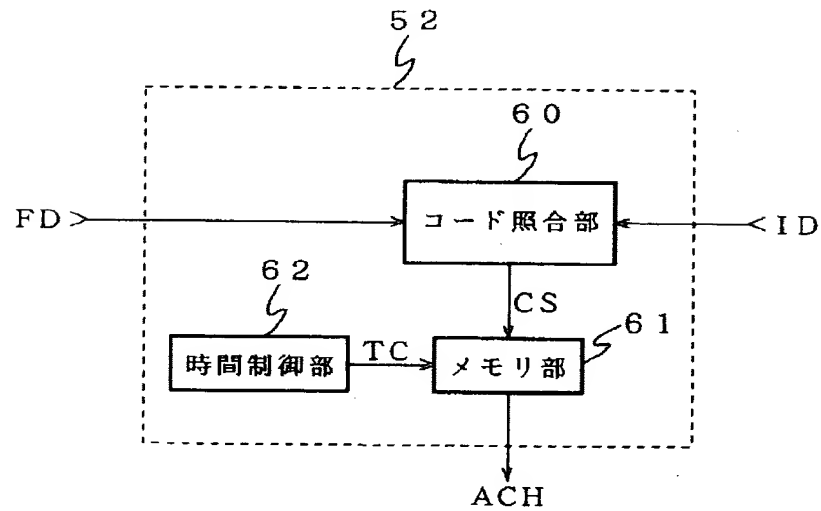 ５２
６０
FD
コード照合部
ID
６２
CS
６１
時間制御部
TC
メモリ部
ACH